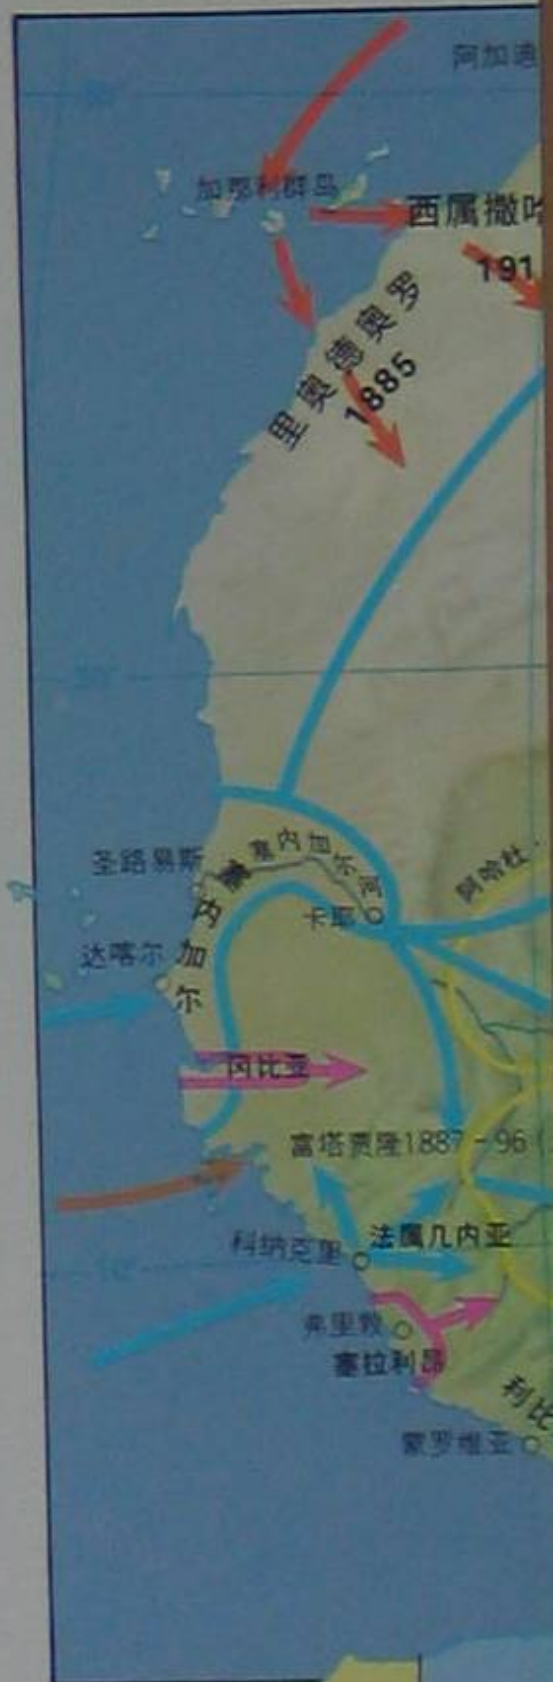 阿加迪
加那利群岛
西属撒哈
191
里奥德奥罗
1885
塞内加尔河
圣路易斯
塞内加尔
阿哈杜·
卡耶
达喀尔
冈比亚
富塔贾隆1887-96
法属几内亚
科纳克里
弗里敦
塞拉利昂
利比
蒙罗维亚